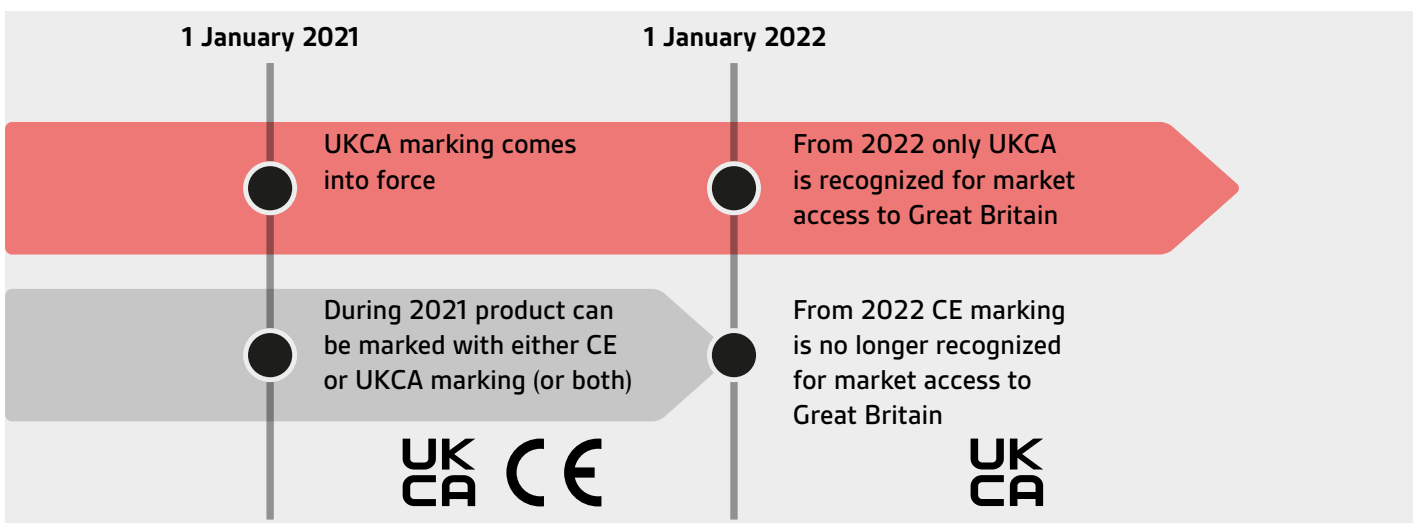 1 January 2021
1 January 2022
UKCA marking comes
into force
From 2022 only UKCA
is recognized for market
access to Great Britain
During 2021 product can
be marked with either CE
or UKCA marking (or both)
From 2022 CE marking
is no longer recognized
for market access to
Great Britain
UK
CA
CE
UK
CA